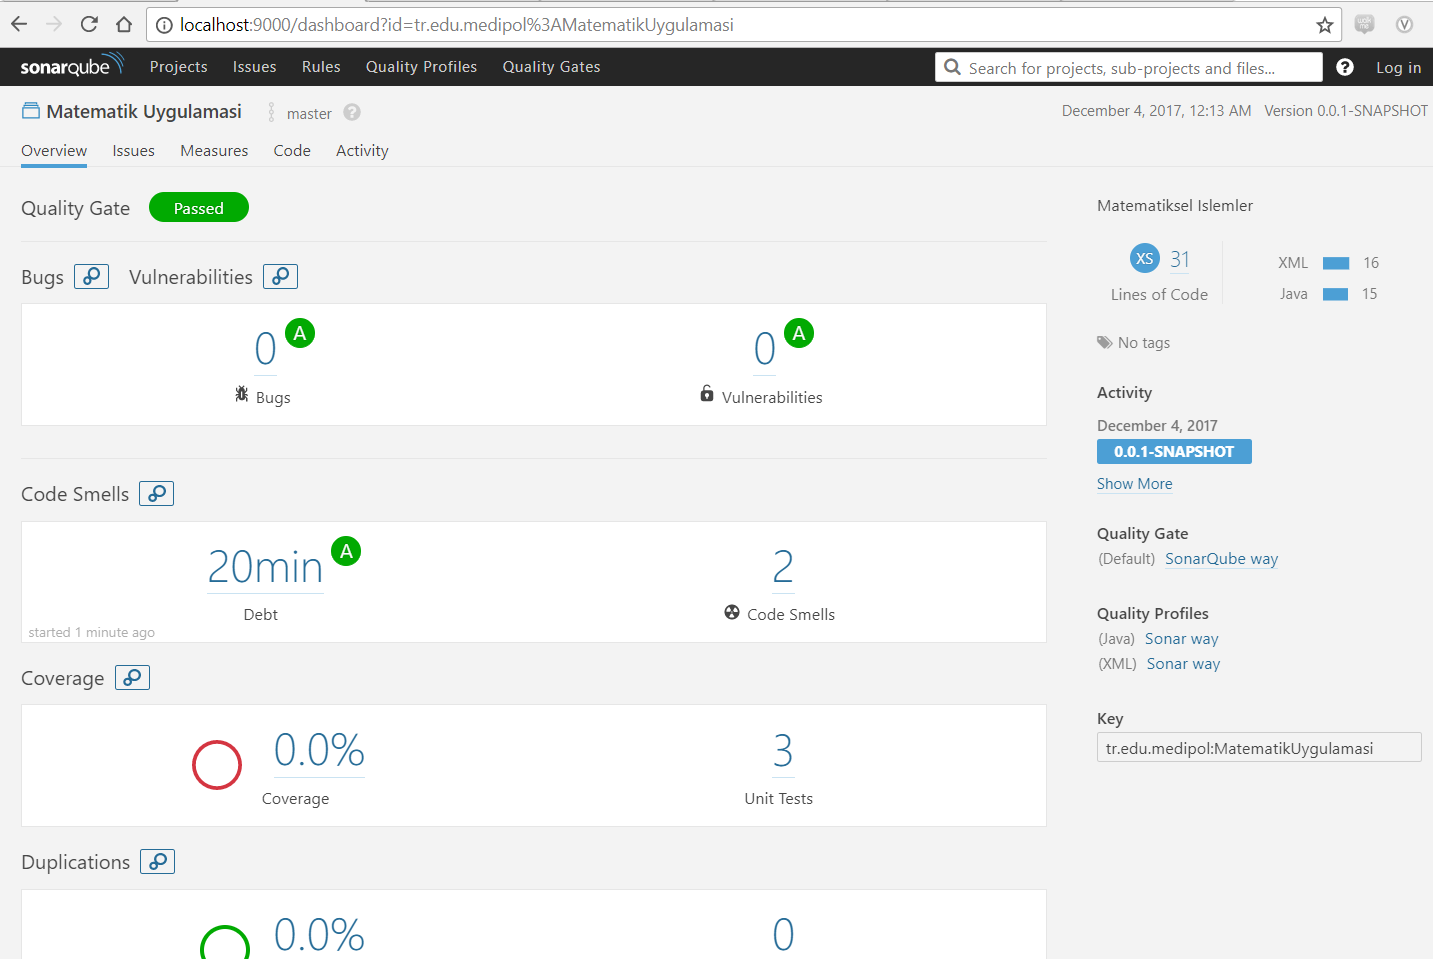 localhost:9000/dashboard?id=tr.edu.medipol%3AMatematikUygulamasi
sonarqube Projects Issues Rules Quality Profiles Quality Gates Search for projects, sub-projects and files... ? Log in
Matematik Uygulamasi master ? December 4, 2017, 12:13 AM Version 0.0.1-SNAPSHOT
Overview Issues Measures Code Activity
Quality Gate Passed
Bugs Vulnerabilities
0 A
Bugs
0 A
Vulnerabilities
Code Smells
20min A
Debt
started 1 minute ago
2
Code Smells
Coverage
0.0%
Coverage
3
Unit Tests
Duplications
0.0%
0
Matematiksel Islemler
XS 31
Lines of Code
XML 16
Java 15
No tags
Activity
December 4, 2017
0.0.1-SNAPSHOT
Show More
Quality Gate
(Default) SonarQube way
Quality Profiles
(Java) Sonar way
(XML) Sonar way
Key
tr.edu.medipol:MatematikUygulamasi